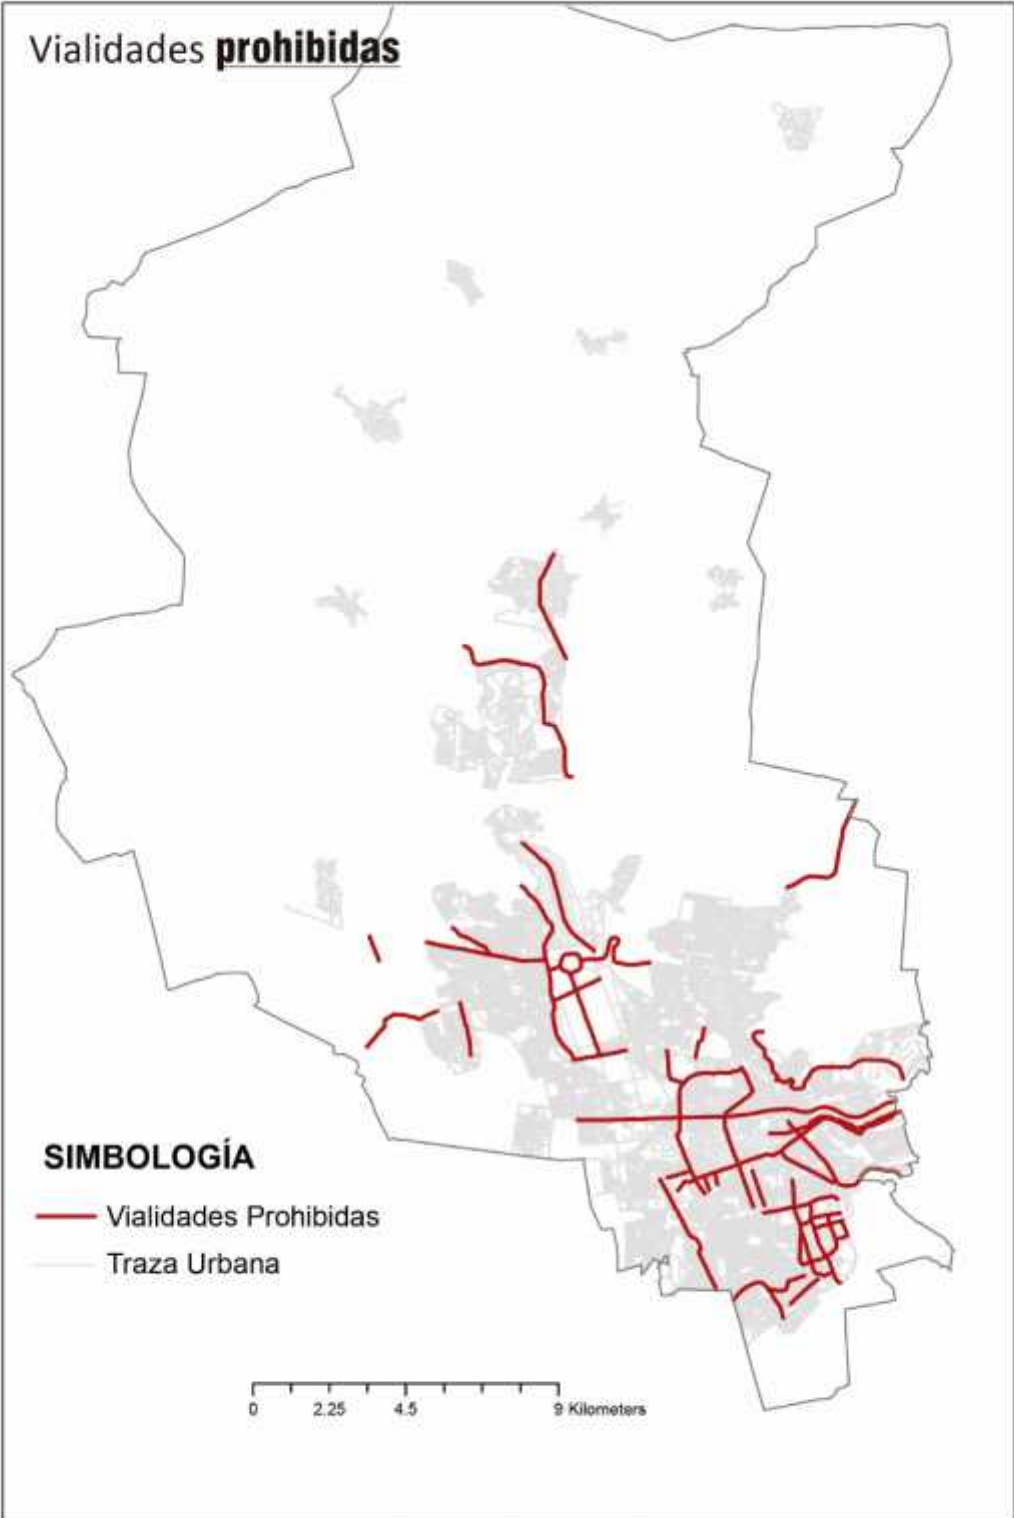 Vialidades prohibidas
SIMBOLOGÍA
Vialidades Prohibidas
Traza Urbana
0 2.25 4.5 9 Kilometers